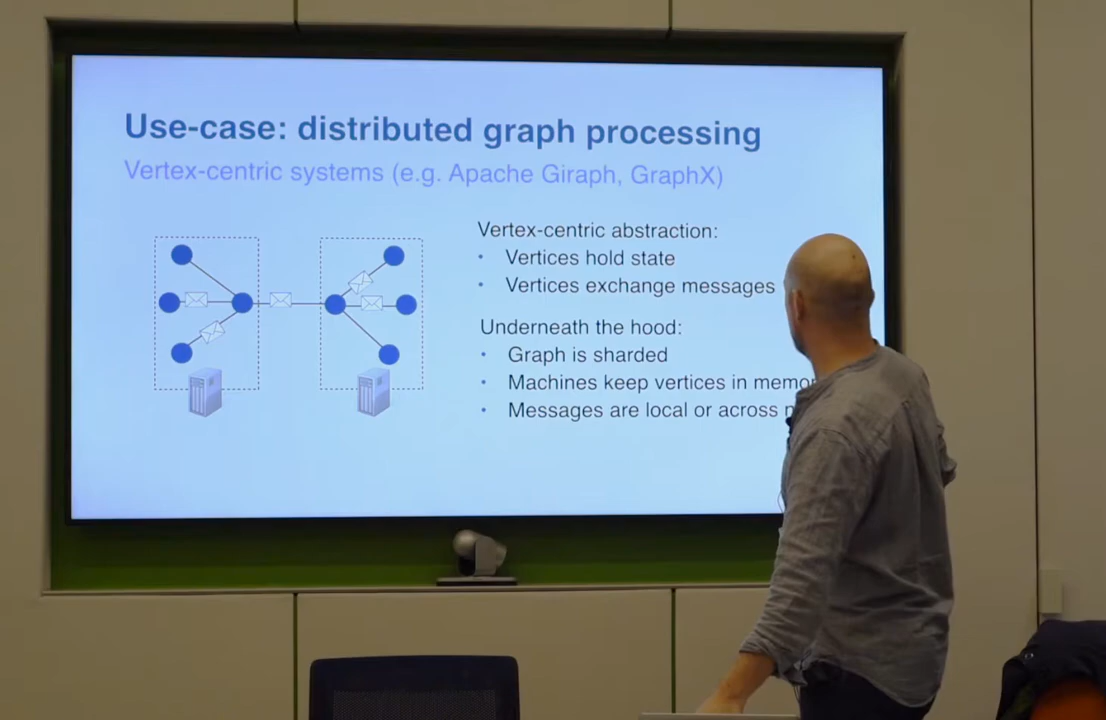 Use-case: distributed graph processing
Vertex-centric systems (e.g. Apache Giraph, GraphX)
Vertex-centric abstraction:
• Vertices hold state
• Vertices exchange messages
Underneath the hood:
• Graph is sharded
• Machines keep vertices in
• Messages are local or across